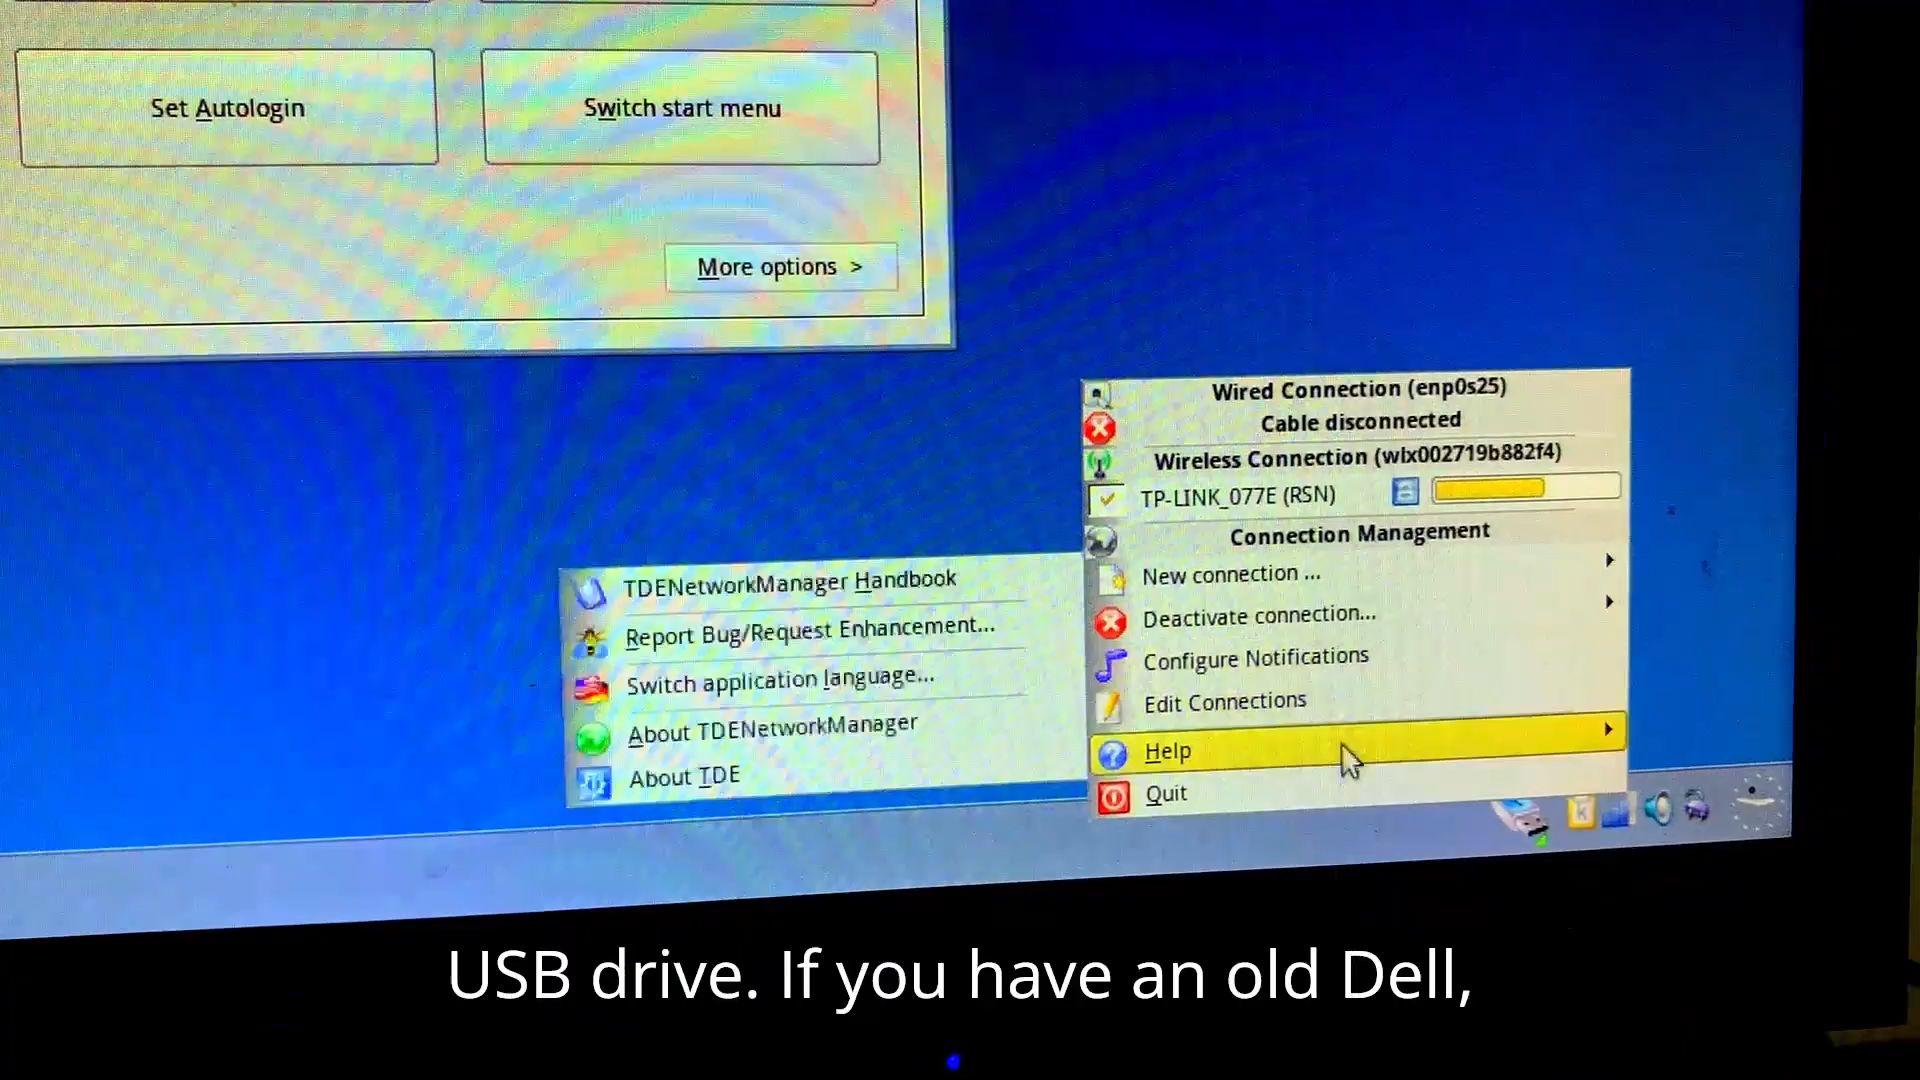 Set Autologin
Switch start menu
More options >
Wired Connection (enp0s25)
Cable disconnected
Wireless Connection (wlx002719b882f4)
TP-LINK_077E (RSN)
Connection Management
New connection ...
Deactivate connection...
Configure Notifications
Edit Connections
Help
Quit
TDENetworkManager Handbook
Report Bug/Request Enhancement...
Switch application language...
About TDENetworkManager
About TDE
USB drive. If you have an old Dell,